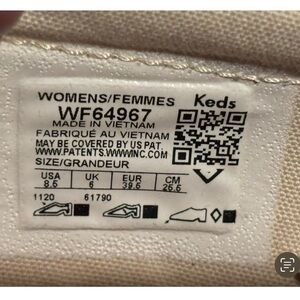 WOMENS/FEMMES Keds
WF64967
MADE IN VIETNAM
FABRIQUÉ AU VIETNAM
MAY BE COVERED BY US PAT.
WWW.PATENTS.WWWINC.COM
SIZE/GRANDEUR
USA UK EUR CM
8.5 6 39.5 25.5
1120 61790